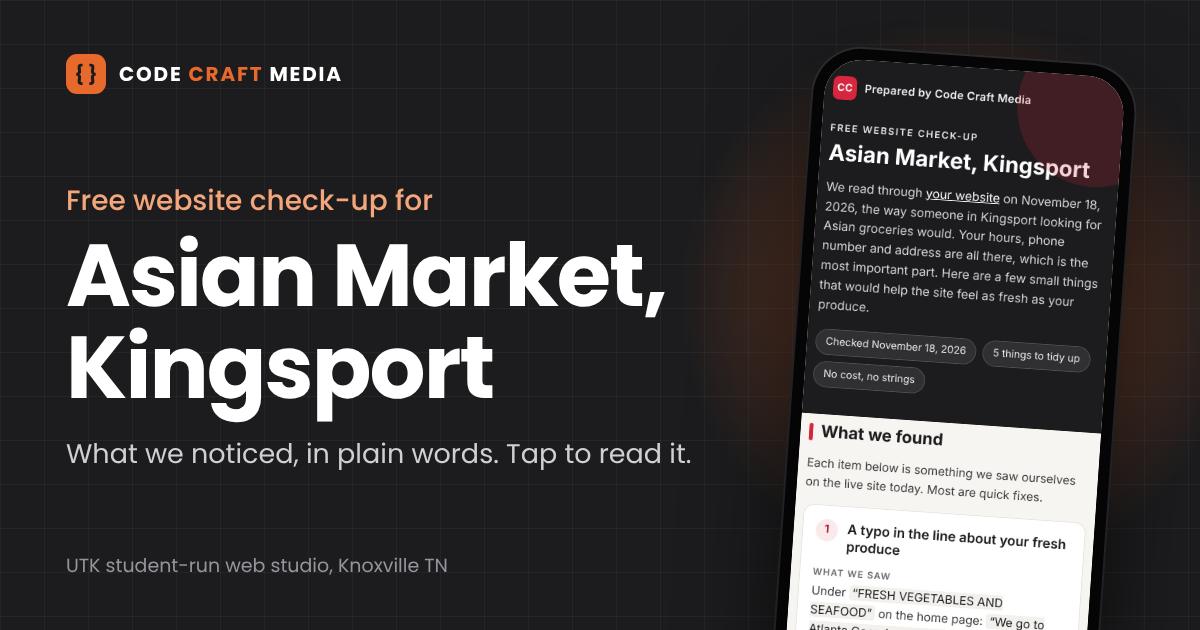 { } CODE CRAFT MEDIA
Free website check-up for
Asian Market,
Kingsport
What we noticed, in plain words. Tap to read it.
UTK student-run web studio, Knoxville TN
CC Prepared by Code Craft Media
FREE WEBSITE CHECK-UP
Asian Market, Kingsport
We read through your website on November 18,
2026, the way someone in Kingsport looking for
Asian groceries would. Your hours, phone
number and address are all there, which is the
most important part. Here are a few small things
that would help the site feel as fresh as your
produce.
Checked November 18, 2026 5 things to tidy up
No cost, no strings
What we found
Each item below is something we saw ourselves
on the live site today. Most are quick fixes.
1 A typo in the line about your fresh
produce
WHAT WE SAW
Under “FRESH VEGETABLES AND
SEAFOOD” on the home page: “We go to
Atlanta